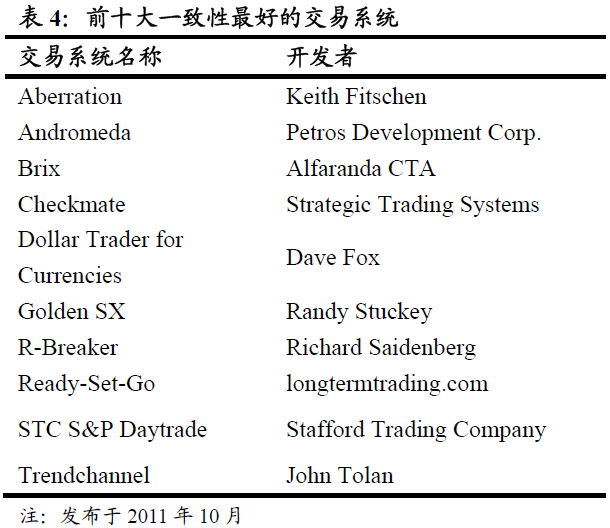 表 4：前十大一致性最好的交易系统
交易系统名称 开发者
Aberration Keith Fitschen
Andromeda Petros Development Corp.
Brix Alfaranda CTA
Checkmate Strategic Trading Systems
Dollar Trader for
Currencies Dave Fox
Golden SX Randy Stuckey
R-Breaker Richard Saidenberg
Ready-Set-Go longtermtrading.com
STC S&P Daytrade Stafford Trading Company
Trendchannel John Tolan
注：发布于 2011 年 10 月